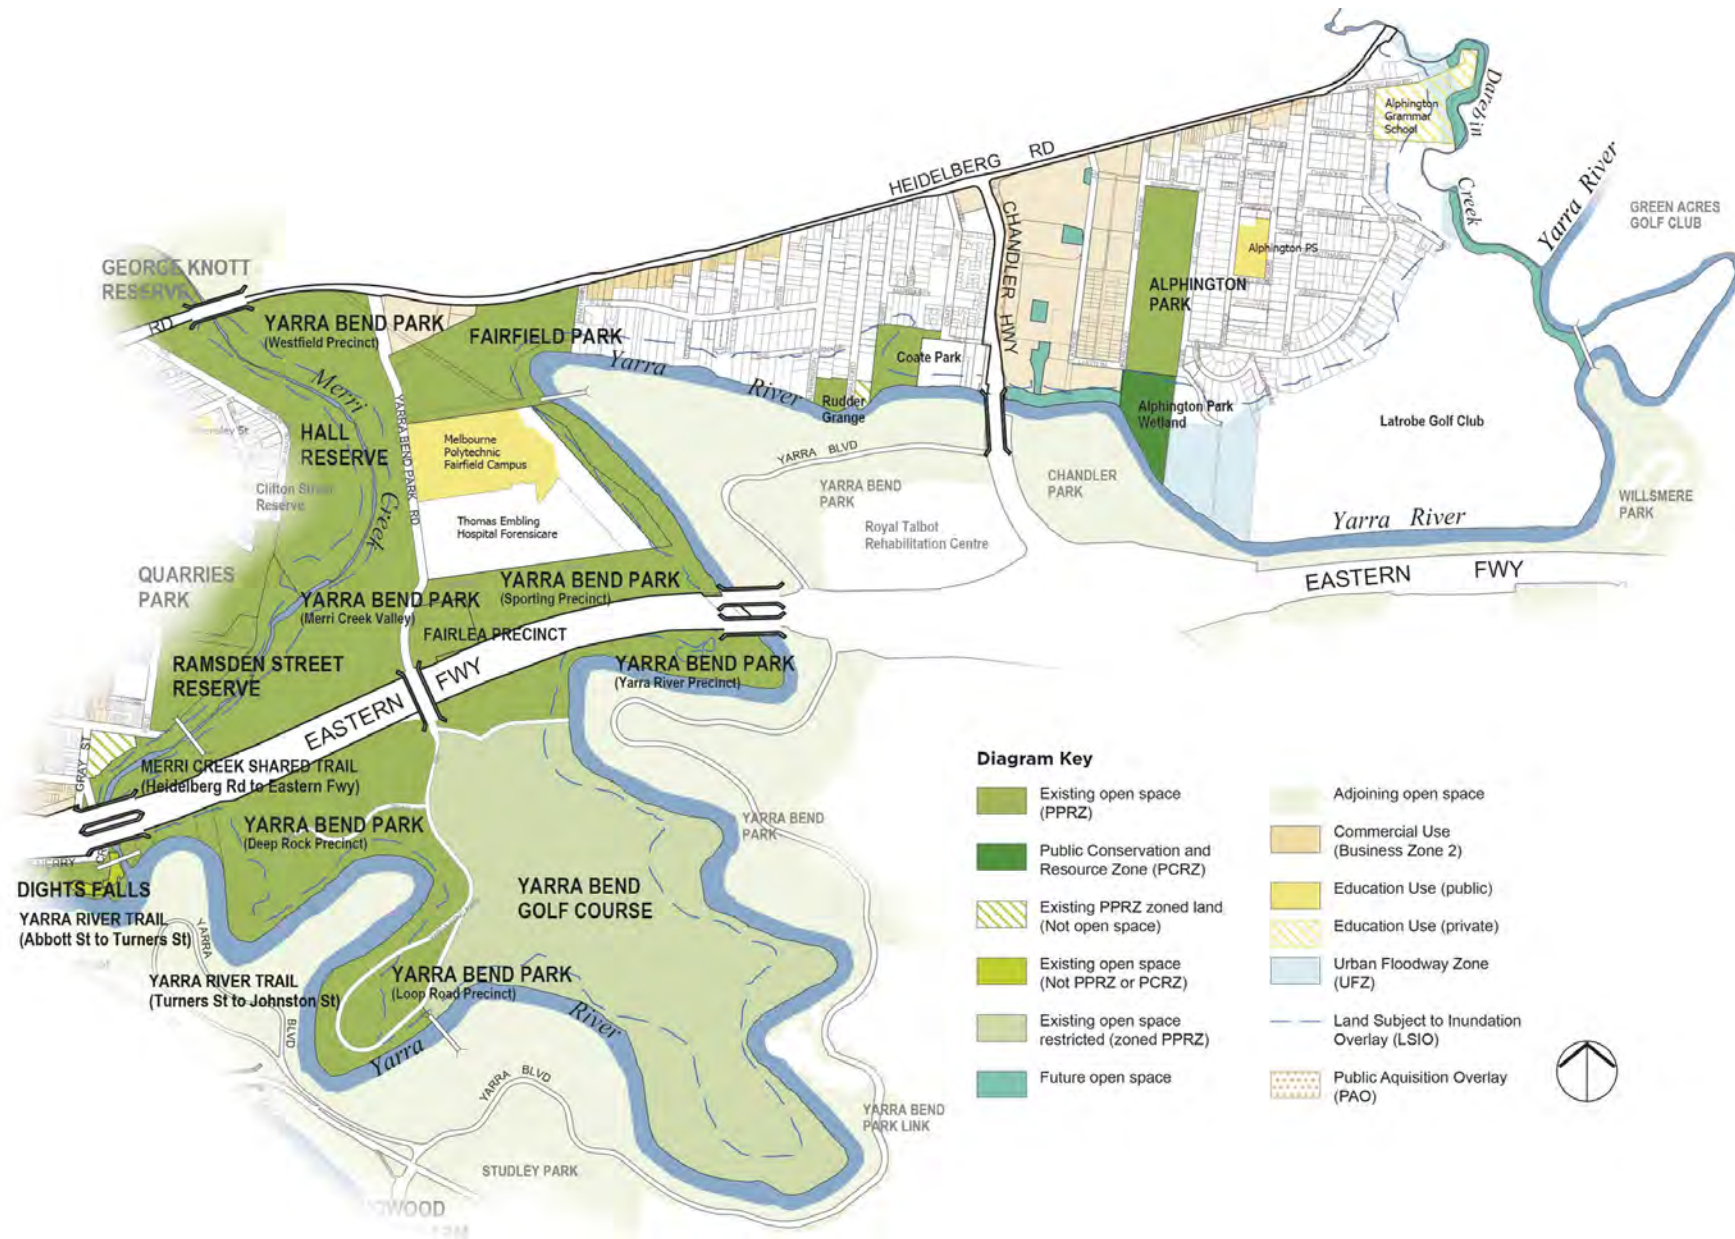 Darebin
Creek
Alphington
Grammar
School
HEIDELBERG RD
Yarra River
GREEN ACRES
GOLF CLUB
CHANDLER HWY
Alphington PS
GEORGE KNOTT
RESERVE
RD
ALPHINGTON
PARK
YARRA BEND PARK
(Westfield Precinct)
FAIRFIELD PARK
Coate Park
Yarra River
Merri Creek
YARRA BEND PARK RD
Rudder
Grange
Alphington Park
Wetland
Latrobe Golf Club
HALL
RESERVE
Melbourne
Polytechnic
Fairfield Campus
YARRA BLVD
Clifton Street
Reserve
YARRA BEND
PARK
CHANDLER
PARK
WILLSMERE
PARK
Thomas Embling
Hospital Forensicare
Royal Talbot
Rehabilitation Centre
Yarra River
QUARRIES
PARK
YARRA BEND PARK
(Sporting Precinct)
EASTERN FWY
YARRA BEND PARK
(Merri Creek Valley)
FAIRLEA PRECINCT
RAMSDEN STREET
RESERVE
YARRA BEND PARK
(Yarra River Precinct)
EASTERN FWY
GRAY ST
MERRI CREEK SHARED TRAIL
(Heidelberg Rd to Eastern Fwy)
YARRA BEND PARK
(Deep Rock Precinct)
YARRA BEND
PARK
DIGHTS FALLS
YARRA RIVER TRAIL
(Abbott St to Turners St)
YARRA BLVD
YARRA BEND
GOLF COURSE
YARRA RIVER TRAIL
(Turners St to Johnston St)
YARRA BEND PARK
(Loop Road Precinct)
Yarra River
YARRA BLVD
YARRA BEND
PARK LINK
STUDLEY PARK
Diagram Key
Existing open space
(PPRZ)
Public Conservation and
Resource Zone (PCRZ)
Existing PPRZ zoned land
(Not open space)
Existing open space
(Not PPRZ or PCRZ)
Existing open space
restricted (zoned PPRZ)
Future open space
Adjoining open space
Commercial Use
(Business Zone 2)
Education Use (public)
Education Use (private)
Urban Floodway Zone
(UFZ)
Land Subject to Inundation
Overlay (LSIO)
Public Aquisition Overlay
(PAO)